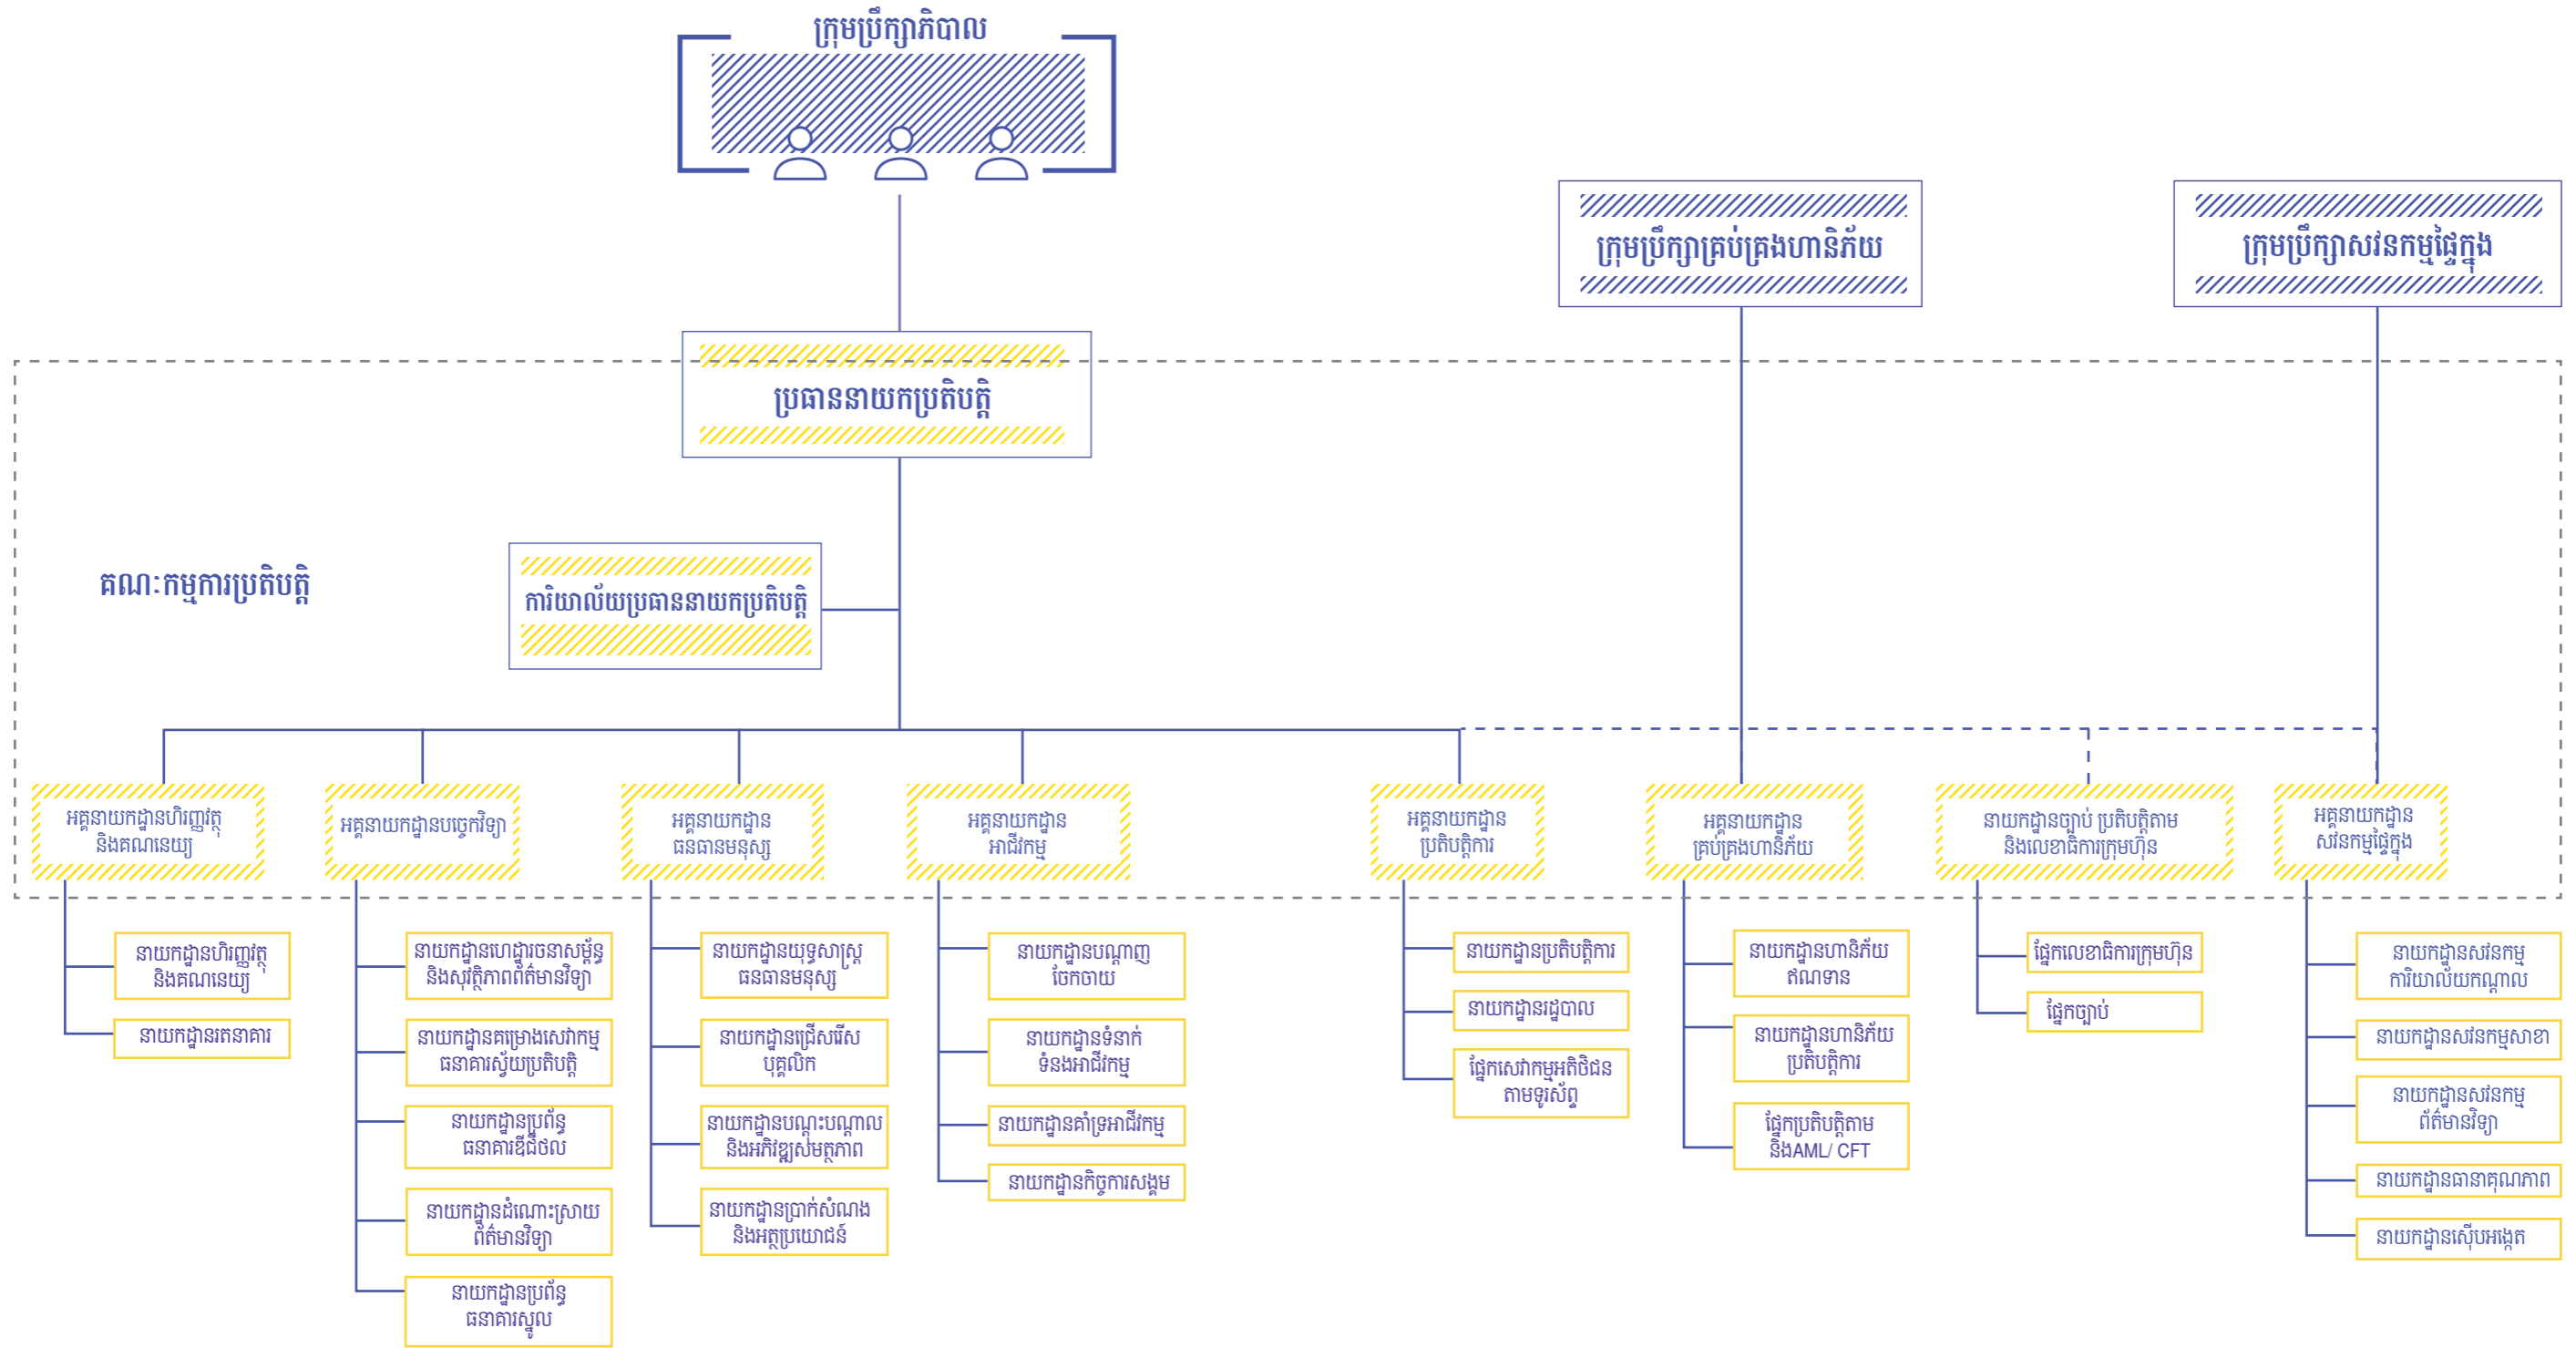 ក្រុមប្រឹក្សាភិបាល
ក្រុមប្រឹក្សាគ្រប់គ្រងហានិភ័យ
ក្រុមប្រឹក្សាសវនកម្មផ្ទៃក្នុង
ប្រធាននាយកប្រតិបត្តិ
គណៈកម្មការប្រតិបត្តិ
ការិយាល័យប្រធាននាយកប្រតិបត្តិ
អគ្គនាយកដ្ឋានហិរញ្ញវត្ថុ
និងគណនេយ្យ
អគ្គនាយកដ្ឋានបច្ចេកវិទ្យា
អគ្គនាយកដ្ឋាន
ធនធានមនុស្ស
អគ្គនាយកដ្ឋាន
អាជីវកម្ម
អគ្គនាយកដ្ឋាន
ប្រតិបត្តិការ
អគ្គនាយកដ្ឋាន
គ្រប់គ្រងហានិភ័យ
នាយកដ្ឋានច្បាប់ ប្រតិបត្តិតាម
និងលេខាធិការក្រុមហ៊ុន
អគ្គនាយកដ្ឋាន
សវនកម្មផ្ទៃក្នុង
នាយកដ្ឋានហិរញ្ញវត្ថុ
និងគណនេយ្យ
នាយកដ្ឋានរតនាគារ
នាយកដ្ឋានហេដ្ឋារចនាសម្ព័ន្ធ
និងសុវត្ថិភាពព័ត៌មានវិទ្យា
នាយកដ្ឋានគម្រោងសេវាកម្ម
ធនាគារស្វ័យប្រតិបត្តិ
នាយកដ្ឋានប្រព័ន្ធ
ធនាគារឌីជីថល
នាយកដ្ឋានដំណោះស្រាយ
ព័ត៌មានវិទ្យា
នាយកដ្ឋានប្រព័ន្ធ
ធនាគារស្នូល
នាយកដ្ឋានយុទ្ធសាស្ត្រ
ធនធានមនុស្ស
នាយកដ្ឋានជ្រើសរើស
បុគ្គលិក
នាយកដ្ឋានបណ្តុះបណ្តាល
និងអភិវឌ្ឍសមត្ថភាព
នាយកដ្ឋានប្រាក់សំណង
និងអត្ថប្រយោជន៍
នាយកដ្ឋានបណ្តាញ
ចែកចាយ
នាយកដ្ឋានទំនាក់
ទំនងអាជីវកម្ម
នាយកដ្ឋានគាំទ្រអាជីវកម្ម
នាយកដ្ឋានកិច្ចការសង្គម
នាយកដ្ឋានប្រតិបត្តិការ
នាយកដ្ឋានរដ្ឋបាល
ផ្នែកសេវាកម្មអតិថិជន
តាមទូរស័ព្ទ
នាយកដ្ឋានហានិភ័យ
ឥណទាន
នាយកដ្ឋានហានិភ័យ
ប្រតិបត្តិការ
ផ្នែកប្រតិបត្តិតាម
និងAML/ CFT
ផ្នែកលេខាធិការក្រុមហ៊ុន
ផ្នែកច្បាប់
នាយកដ្ឋានសវនកម្ម
ការិយាល័យកណ្តាល
នាយកដ្ឋានសវនកម្មសាខា
នាយកដ្ឋានសវនកម្ម
ព័ត៌មានវិទ្យា
នាយកដ្ឋានធានាគុណភាព
នាយកដ្ឋានស៊ើបអង្កេត